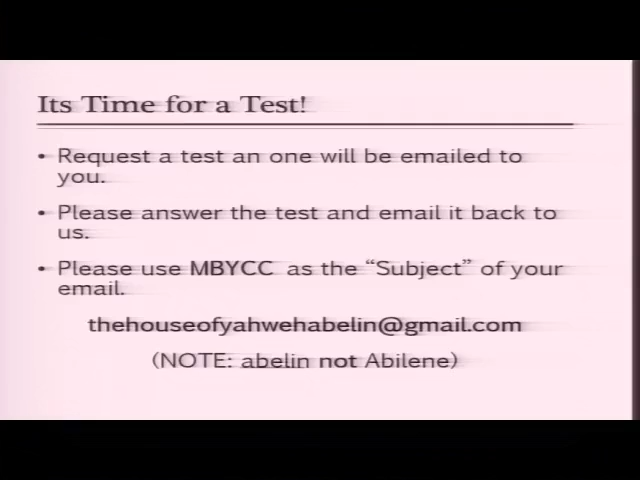 Its Time for a Test!
• Request a test an one will be emailed to
you.
• Please answer the test and email it back to
us.
• Please use MBYCC as the “Subject” of your
email.
thehouseofyahwehabelin@gmail.com
(NOTE: abelin not Abilene)